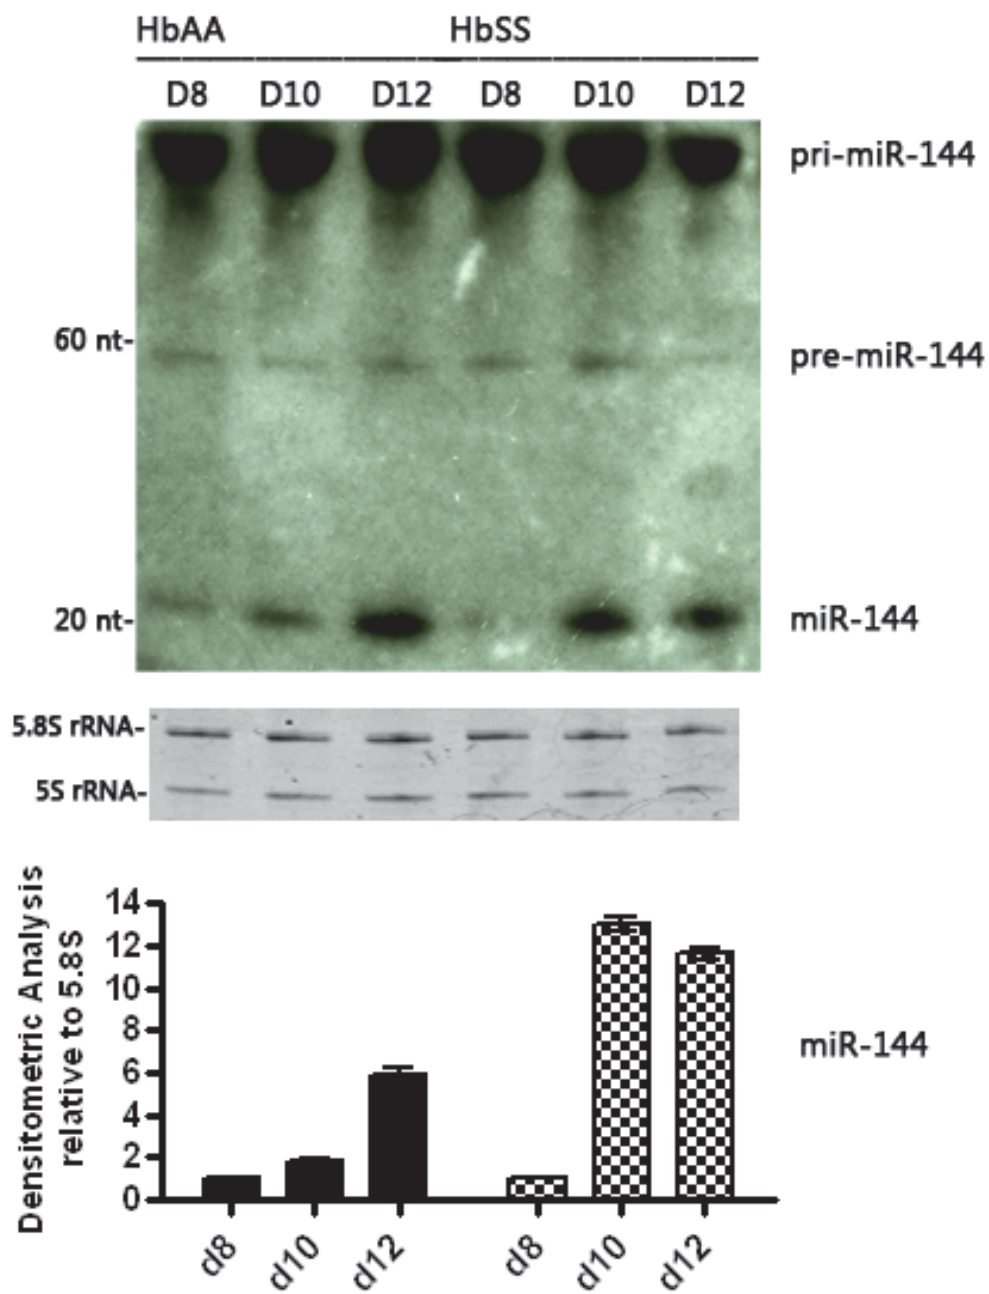 HbAA HbSS
D8 D10 D12 D8 D10 D12
pri-miR-144
60 nt-
pre-miR-144
20 nt-
miR-144
5.8S rRNA-
5S rRNA-
Densitometric Analysis
relative to 5.8S
14
12
10
8
6
4
2
0
miR-144
d8 d10 d12 d8 d10 d12